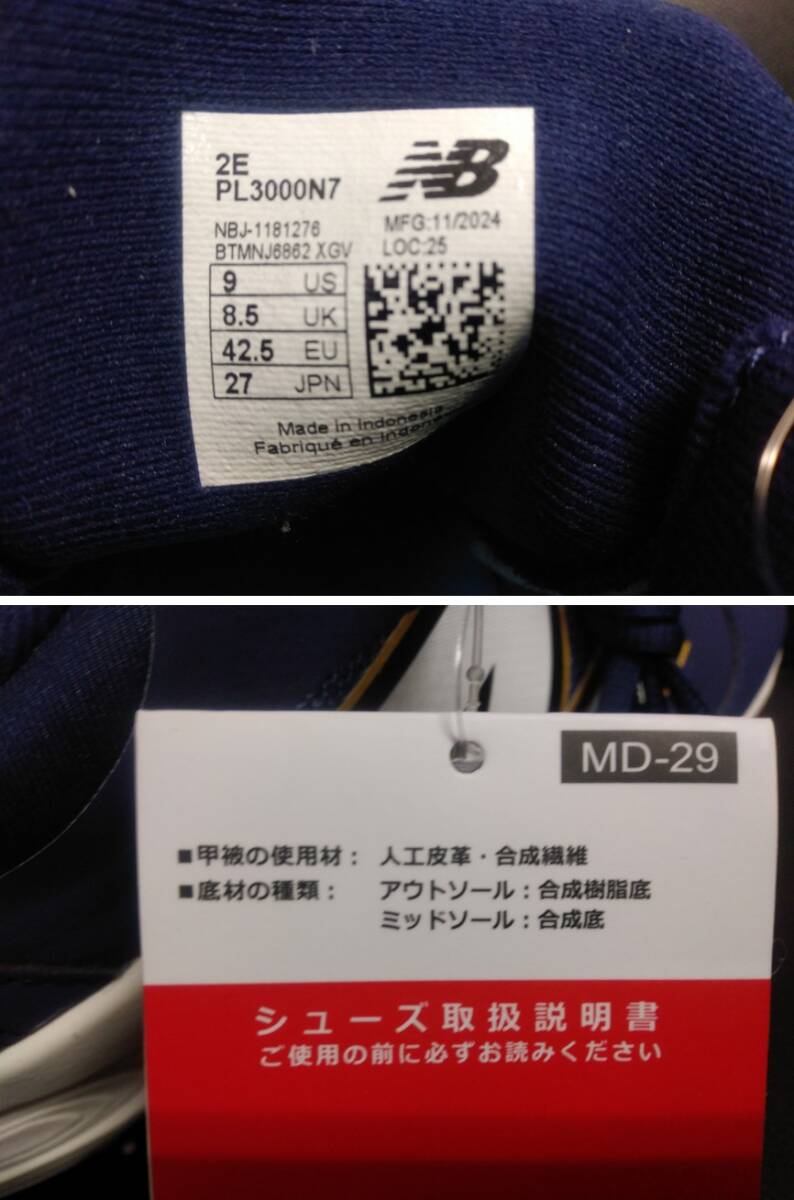 2E
PL3000N7
NB
NBJ-1181276
MFG:11/2024
BTMNJ6862 XGV
LOC:25
9 US
8.5 UK
42.5 EU
27 JPN
Made in Indonesia
Fabriqué en
MD-29
■甲被の使用材： 人工皮革・合成繊維
■底材の種類： アウトソール：合成樹脂底
ミッドソール：合成底
シューズ取扱説明書
ご使用の前に必ずお読みください